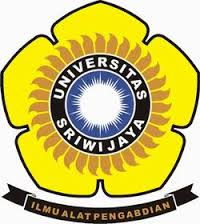 UNIVERSITAS
SRIWIJAYA
ILMU ALAT PENGABDIAN